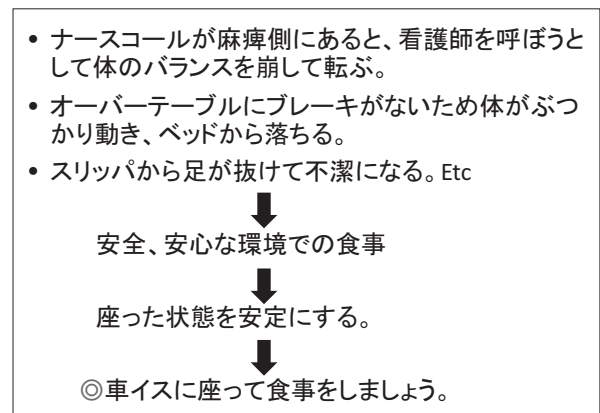 • ナースコールが麻痺側にあると、看護師を呼ぼうと
して体のバランスを崩して転ぶ。
• オーバーテーブルにブレーキがないため体がぶつ
かり動き、ベッドから落ちる。
• スリッパから足が抜けて不潔になる。Etc
安全、安心な環境での食事
座った状態を安定にする。
◎車イスに座って食事をしましょう。